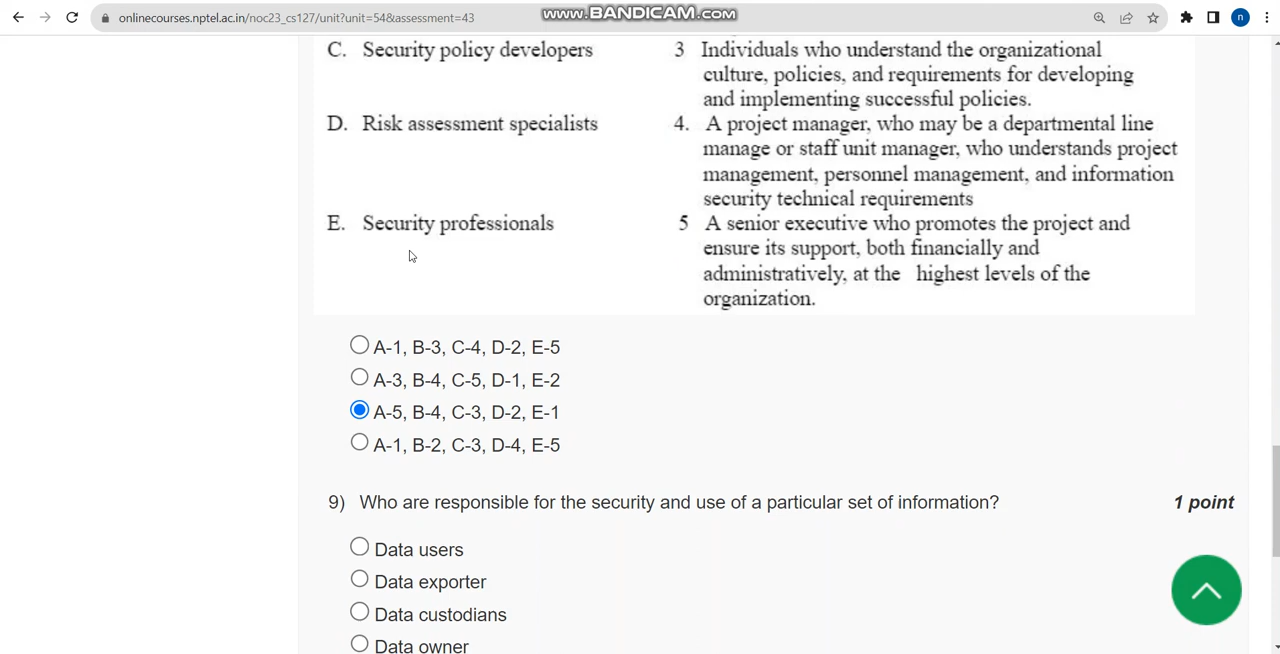 onlinecourses.nptel.ac.in/noc23_cs127/unit?unit=54&assessment=43
www.BANDICAM.com
n
C. Security policy developers
3 Individuals who understand the organizational
culture, policies, and requirements for developing
and implementing successful policies.
D. Risk assessment specialists
4. A project manager, who may be a departmental line
manage or staff unit manager, who understands project
management, personnel management, and information
security technical requirements
E. Security professionals
5 A senior executive who promotes the project and
ensure its support, both financially and
administratively, at the highest levels of the
organization.
A-1, B-3, C-4, D-2, E-5
A-3, B-4, C-5, D-1, E-2
A-5, B-4, C-3, D-2, E-1
A-1, B-2, C-3, D-4, E-5
9) Who are responsible for the security and use of a particular set of information? 1 point
Data users
Data exporter
Data custodians
Data owner